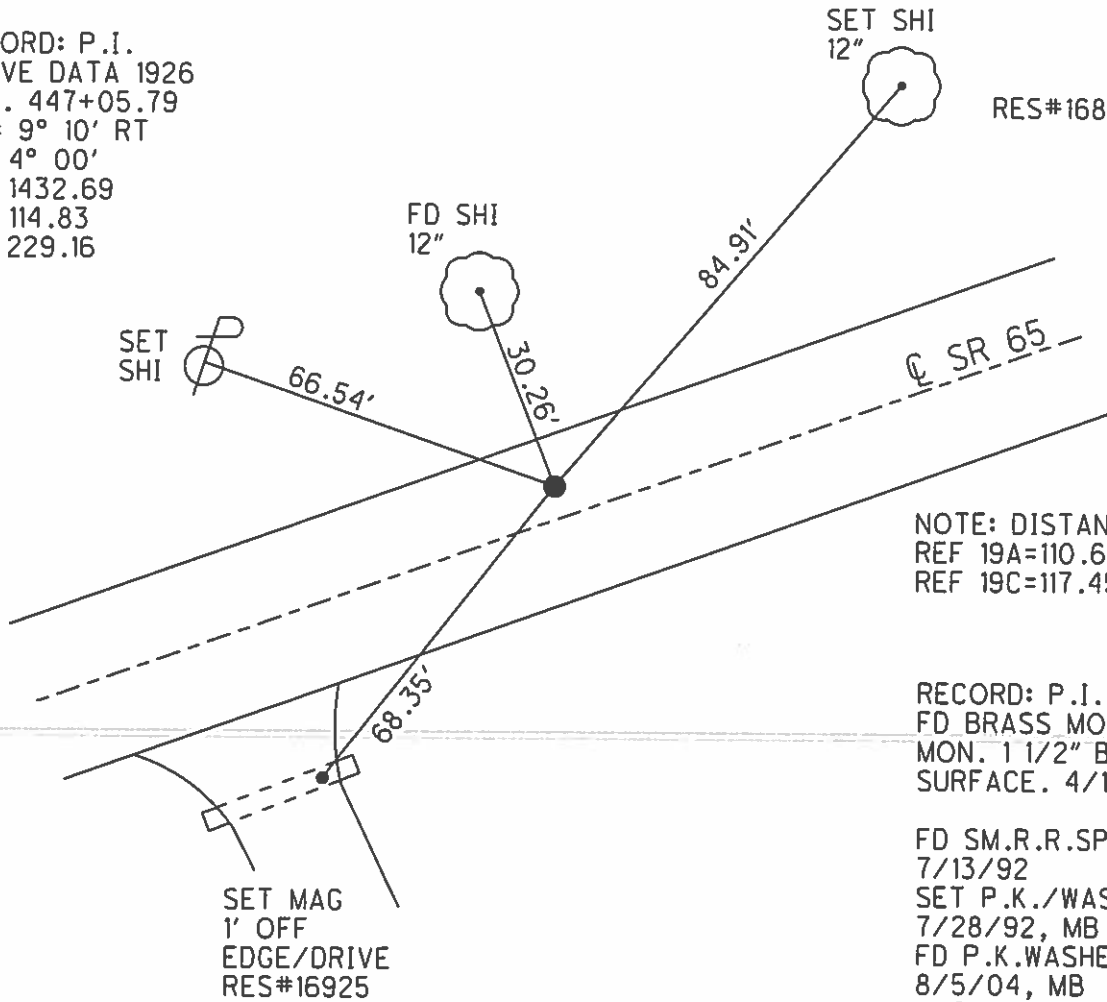 ORD: P.I.
VE DATA 1926
. 447+05.79
= 9° 10' RT
4° 00'
1432.69
114.83
229.16
SET SHI
12"
RES#168
FD SHI
12"
84.91'
SET
SHI
66.54'
30.26'
℄ SR 65
NOTE: DISTAN
REF 19A=110.6
REF 19C=117.45
68.35'
RECORD: P.I.
FD BRASS MO
MON. 1 1/2" B
SURFACE. 4/1
FD SM.R.R.SP
7/13/92
SET P.K./WAS
7/28/92, MB
FD P.K.WASHE
8/5/04, MB
SET MAG
1' OFF
EDGE/DRIVE
RES#16925